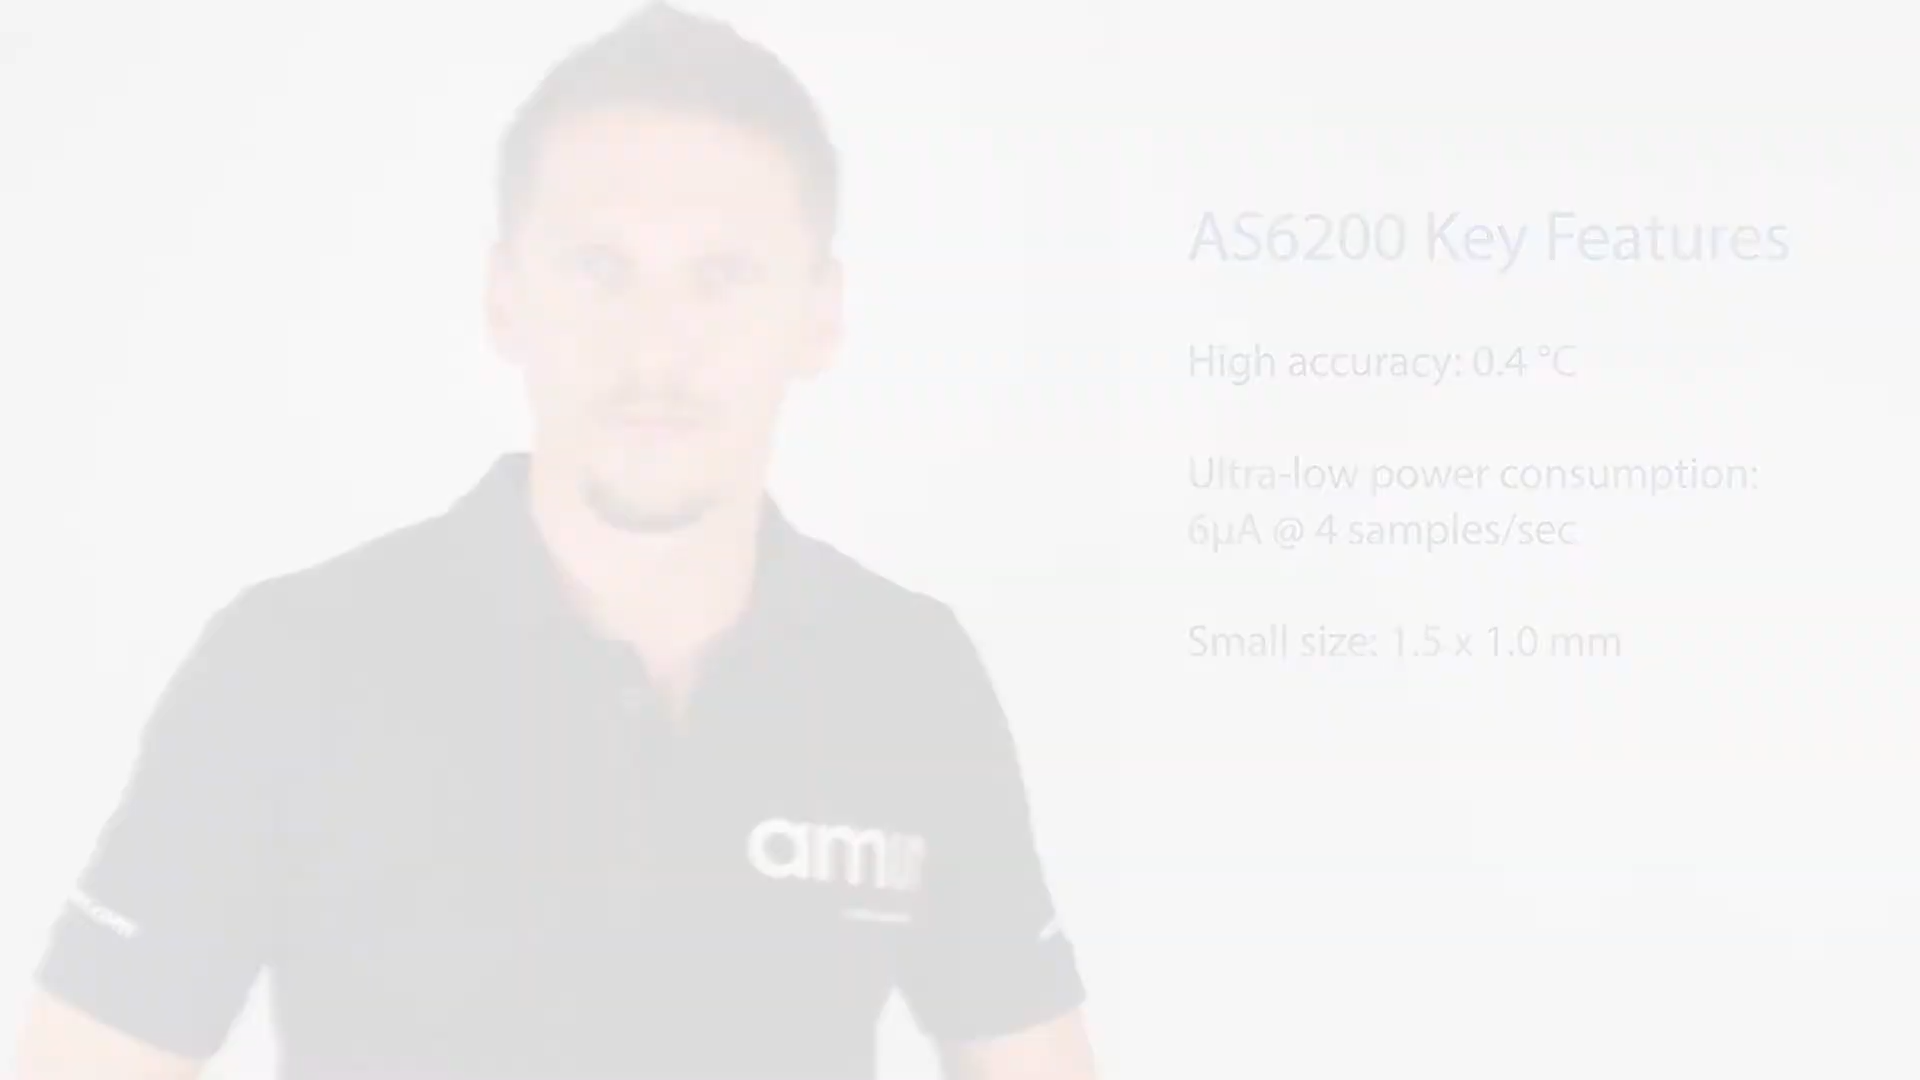 AS6200 Key Features
High accuracy: 0.4 °C
Ultra-low power consumption:
6µA @ 4 samples/sec
Small size: 1.5 x 1.0 mm
am